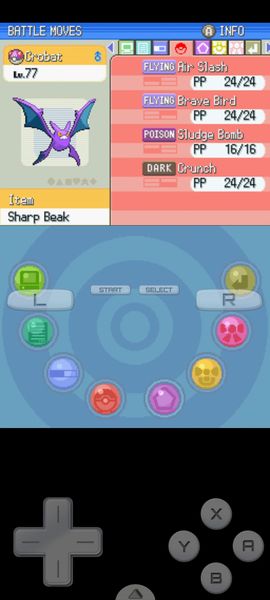 BATTLE MOVES
A INFO
Crobat ♂
Lv.77
FLYING Air Slash
PP 24/24
FLYING Brave Bird
PP 24/24
POISON Sludge Bomb
PP 16/16
DARK Crunch
PP 24/24
Item
Sharp Beak
L
START
SELECT
R
X
Y
A
B